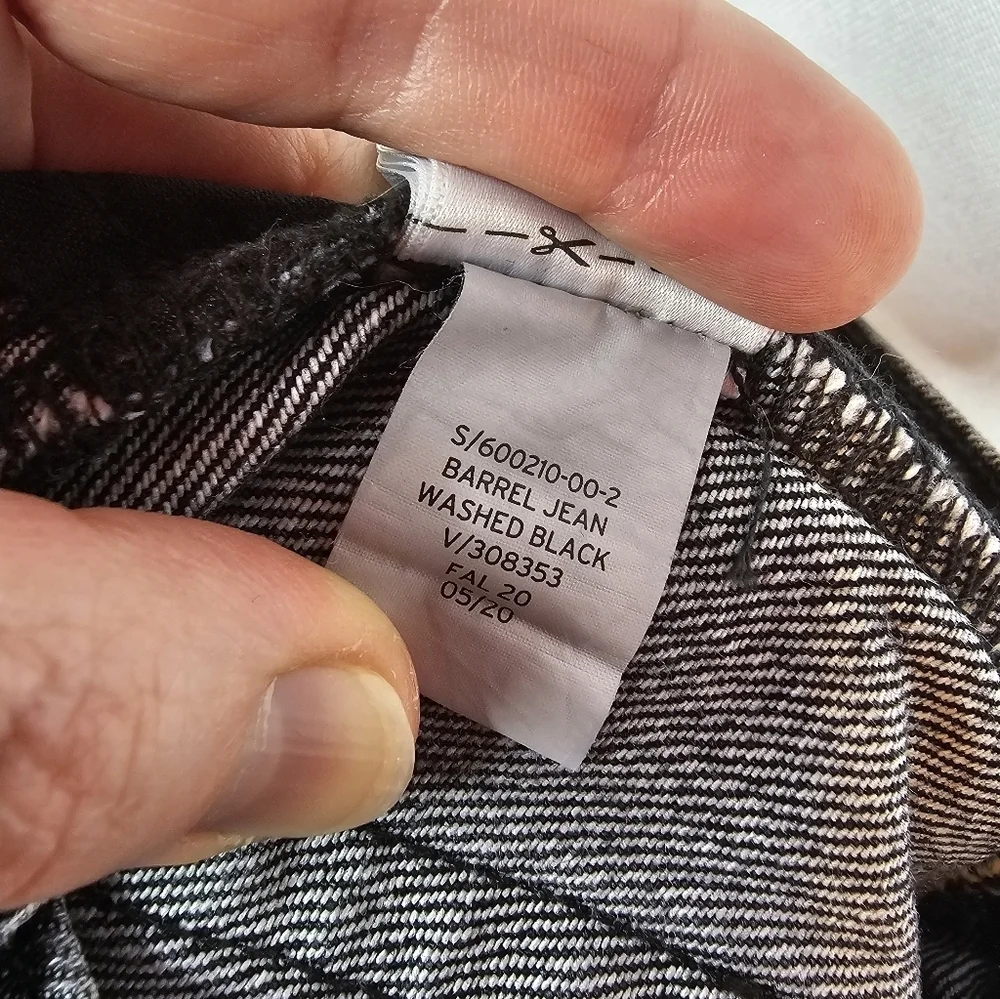 S/600210-00-2
BARREL JEAN
WASHED BLACK
V/308353
FAL 20
05/20